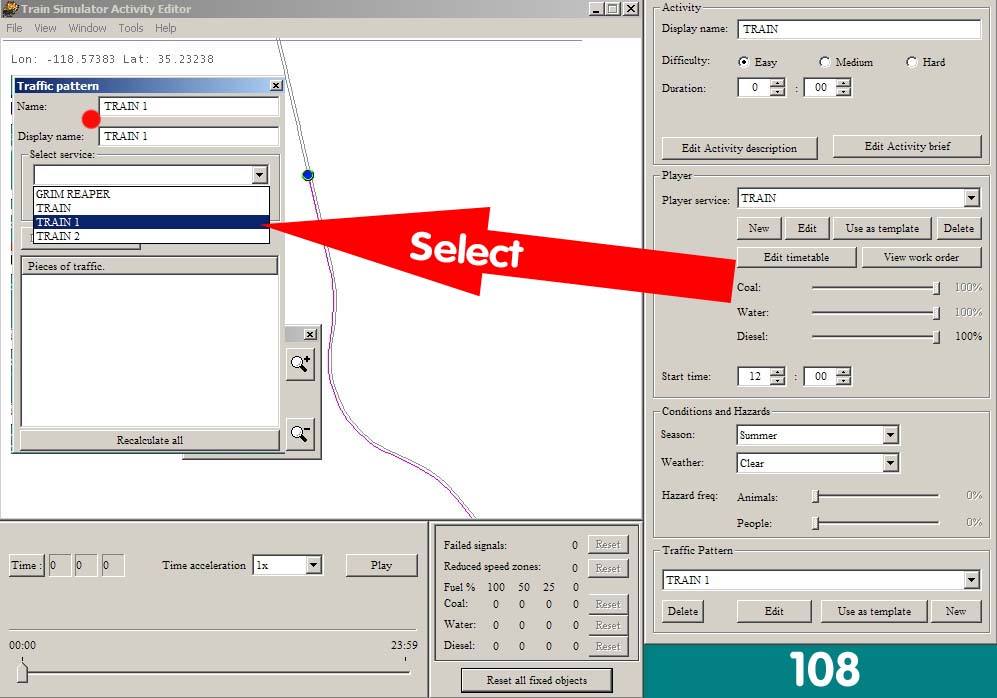 Train Simulator Activity Editor
File View Window Tools Help
Lon: -118.57383 Lat: 35.23238
Traffic pattern
Name: TRAIN 1
Display name: TRAIN 1
Select service:
GRIM REAPER
TRAIN
TRAIN 1
TRAIN 2
Pieces of traffic.
Recalculate all
Select
Activity
Display name: TRAIN
Difficulty: Easy Medium Hard
Duration: 0 : 00
Edit Activity description Edit Activity brief
Player
Player service: TRAIN
New Edit Use as template Delete
Edit timetable View work order
Coal: 100%
Water: 100%
Diesel: 100%
Start time: 12 : 00
Conditions and Hazards
Season: Summer
Weather: Clear
Hazard freq: Animals: 0%
People: 0%
Traffic Pattern
TRAIN 1
Delete Edit Use as template New
Time : 0 0 0 Time acceleration 1x Play
00:00 23:59
Failed signals: 0 Reset
Reduced speed zones: 0 Reset
Fuel % 100 50 25 0
Coal: 0 0 0 0 Reset
Water: 0 0 0 0 Reset
Diesel: 0 0 0 0 Reset
Reset all fixed objects
108